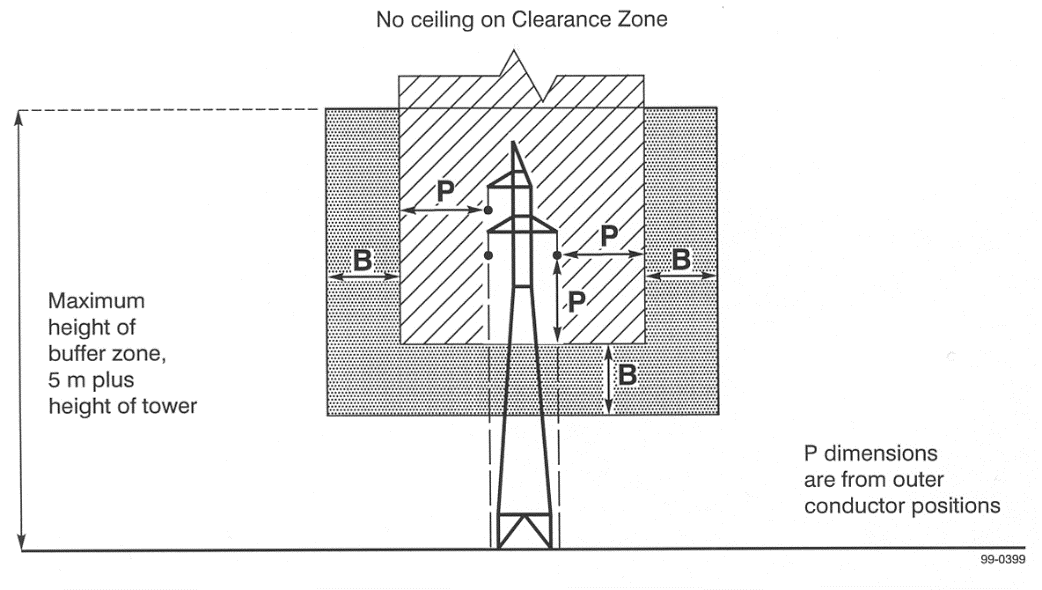 No ceiling on Clearance Zone
P
P
B
B
P
Maximum
height of
buffer zone,
5 m plus
height of tower
B
P dimensions
are from outer
conductor positions
99-0399